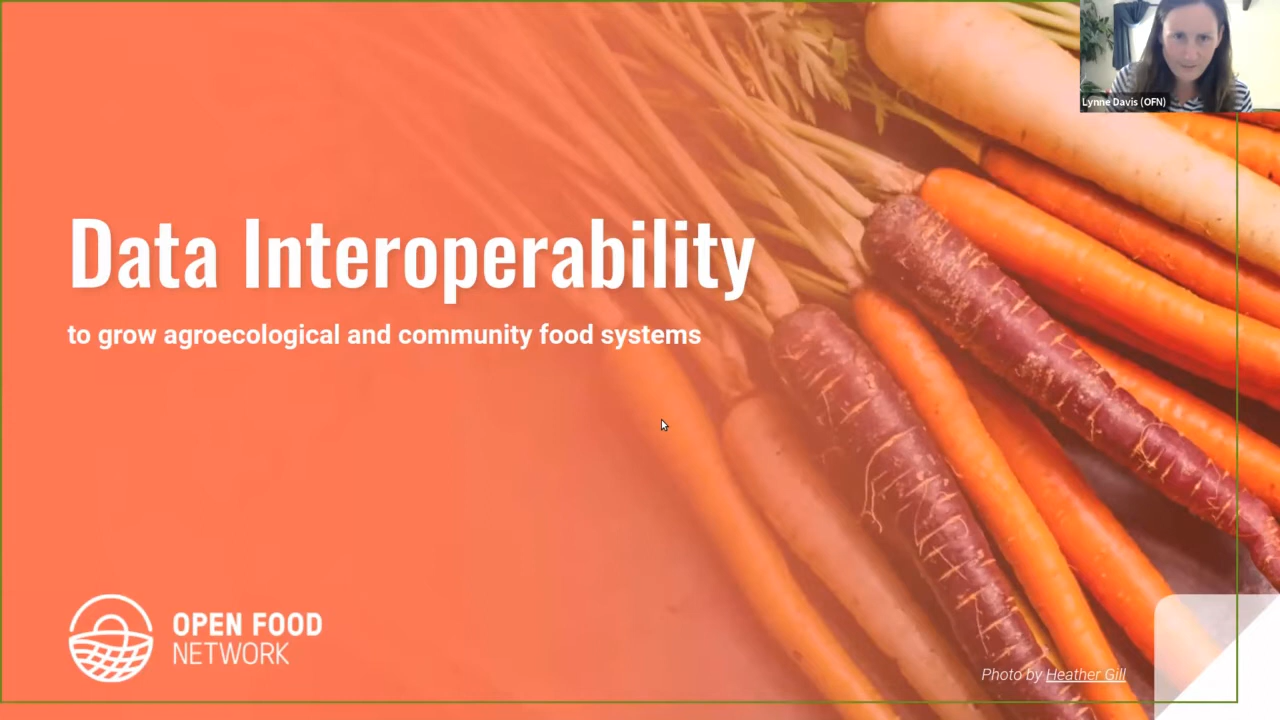 Lynne Davis (OFN)
Data Interoperability
to grow agroecological and community food systems
OPEN FOOD
NETWORK
Photo by Heather Gill